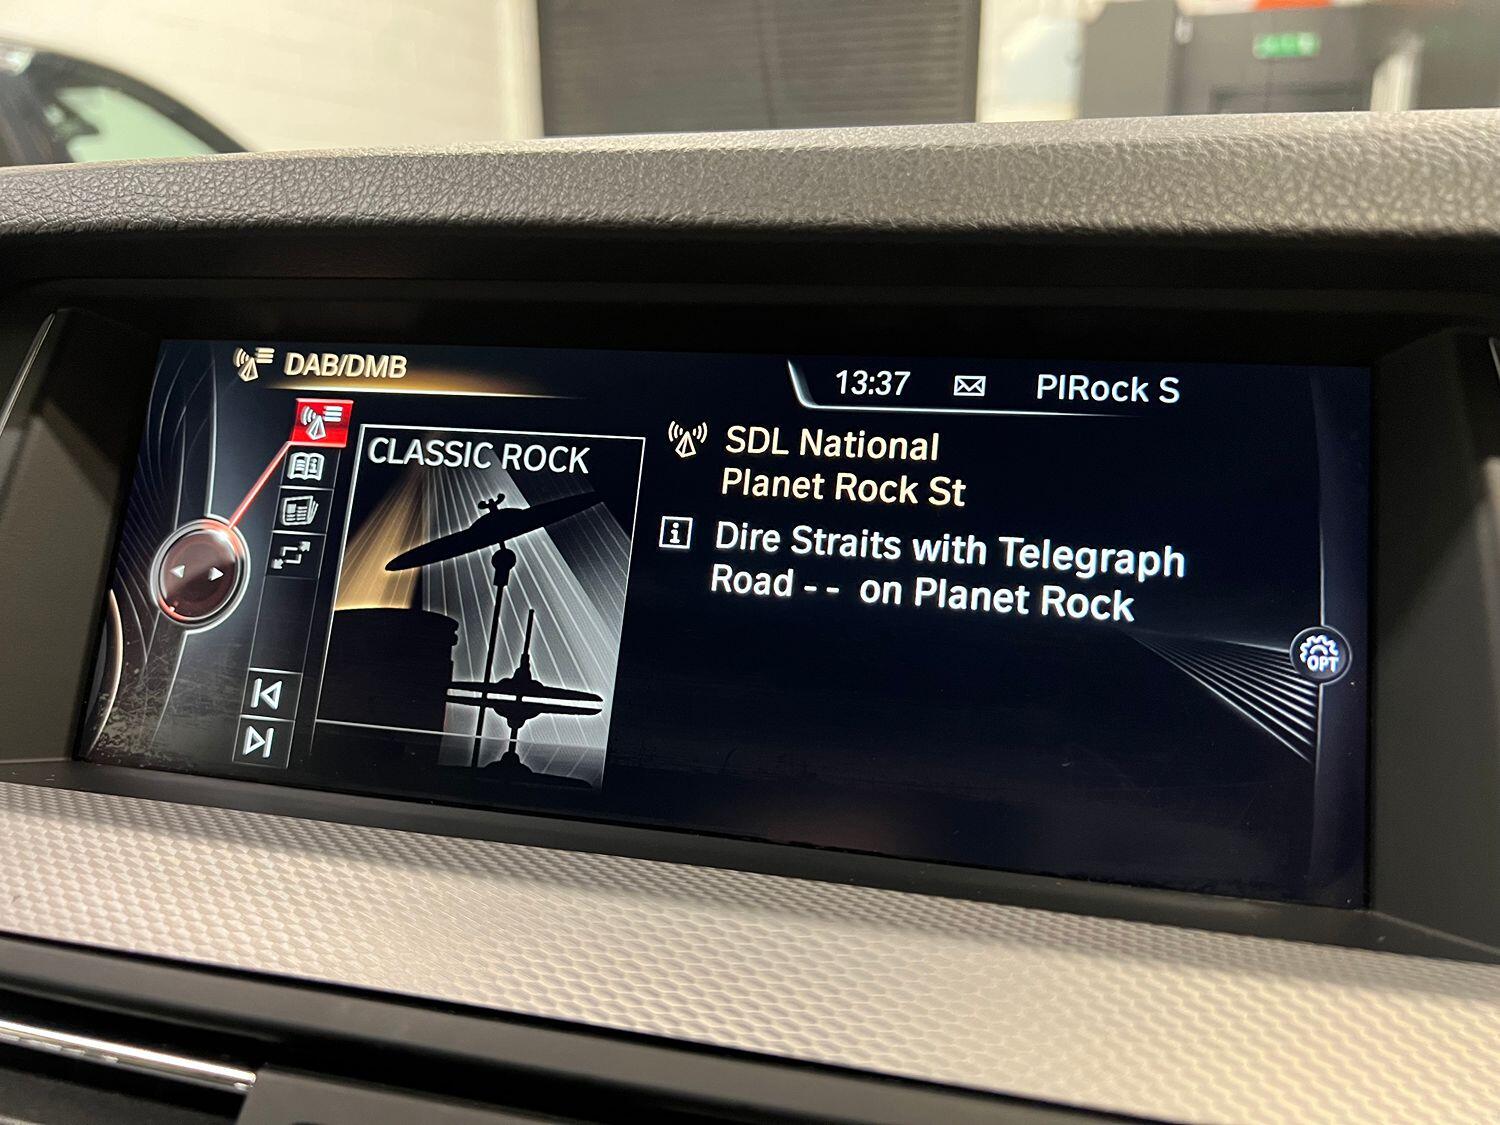 DAB/DMB
13:37
PlRock S
CLASSIC ROCK
SDL National
Planet Rock St
Dire Straits with Telegraph
Road - - on Planet Rock
OPT